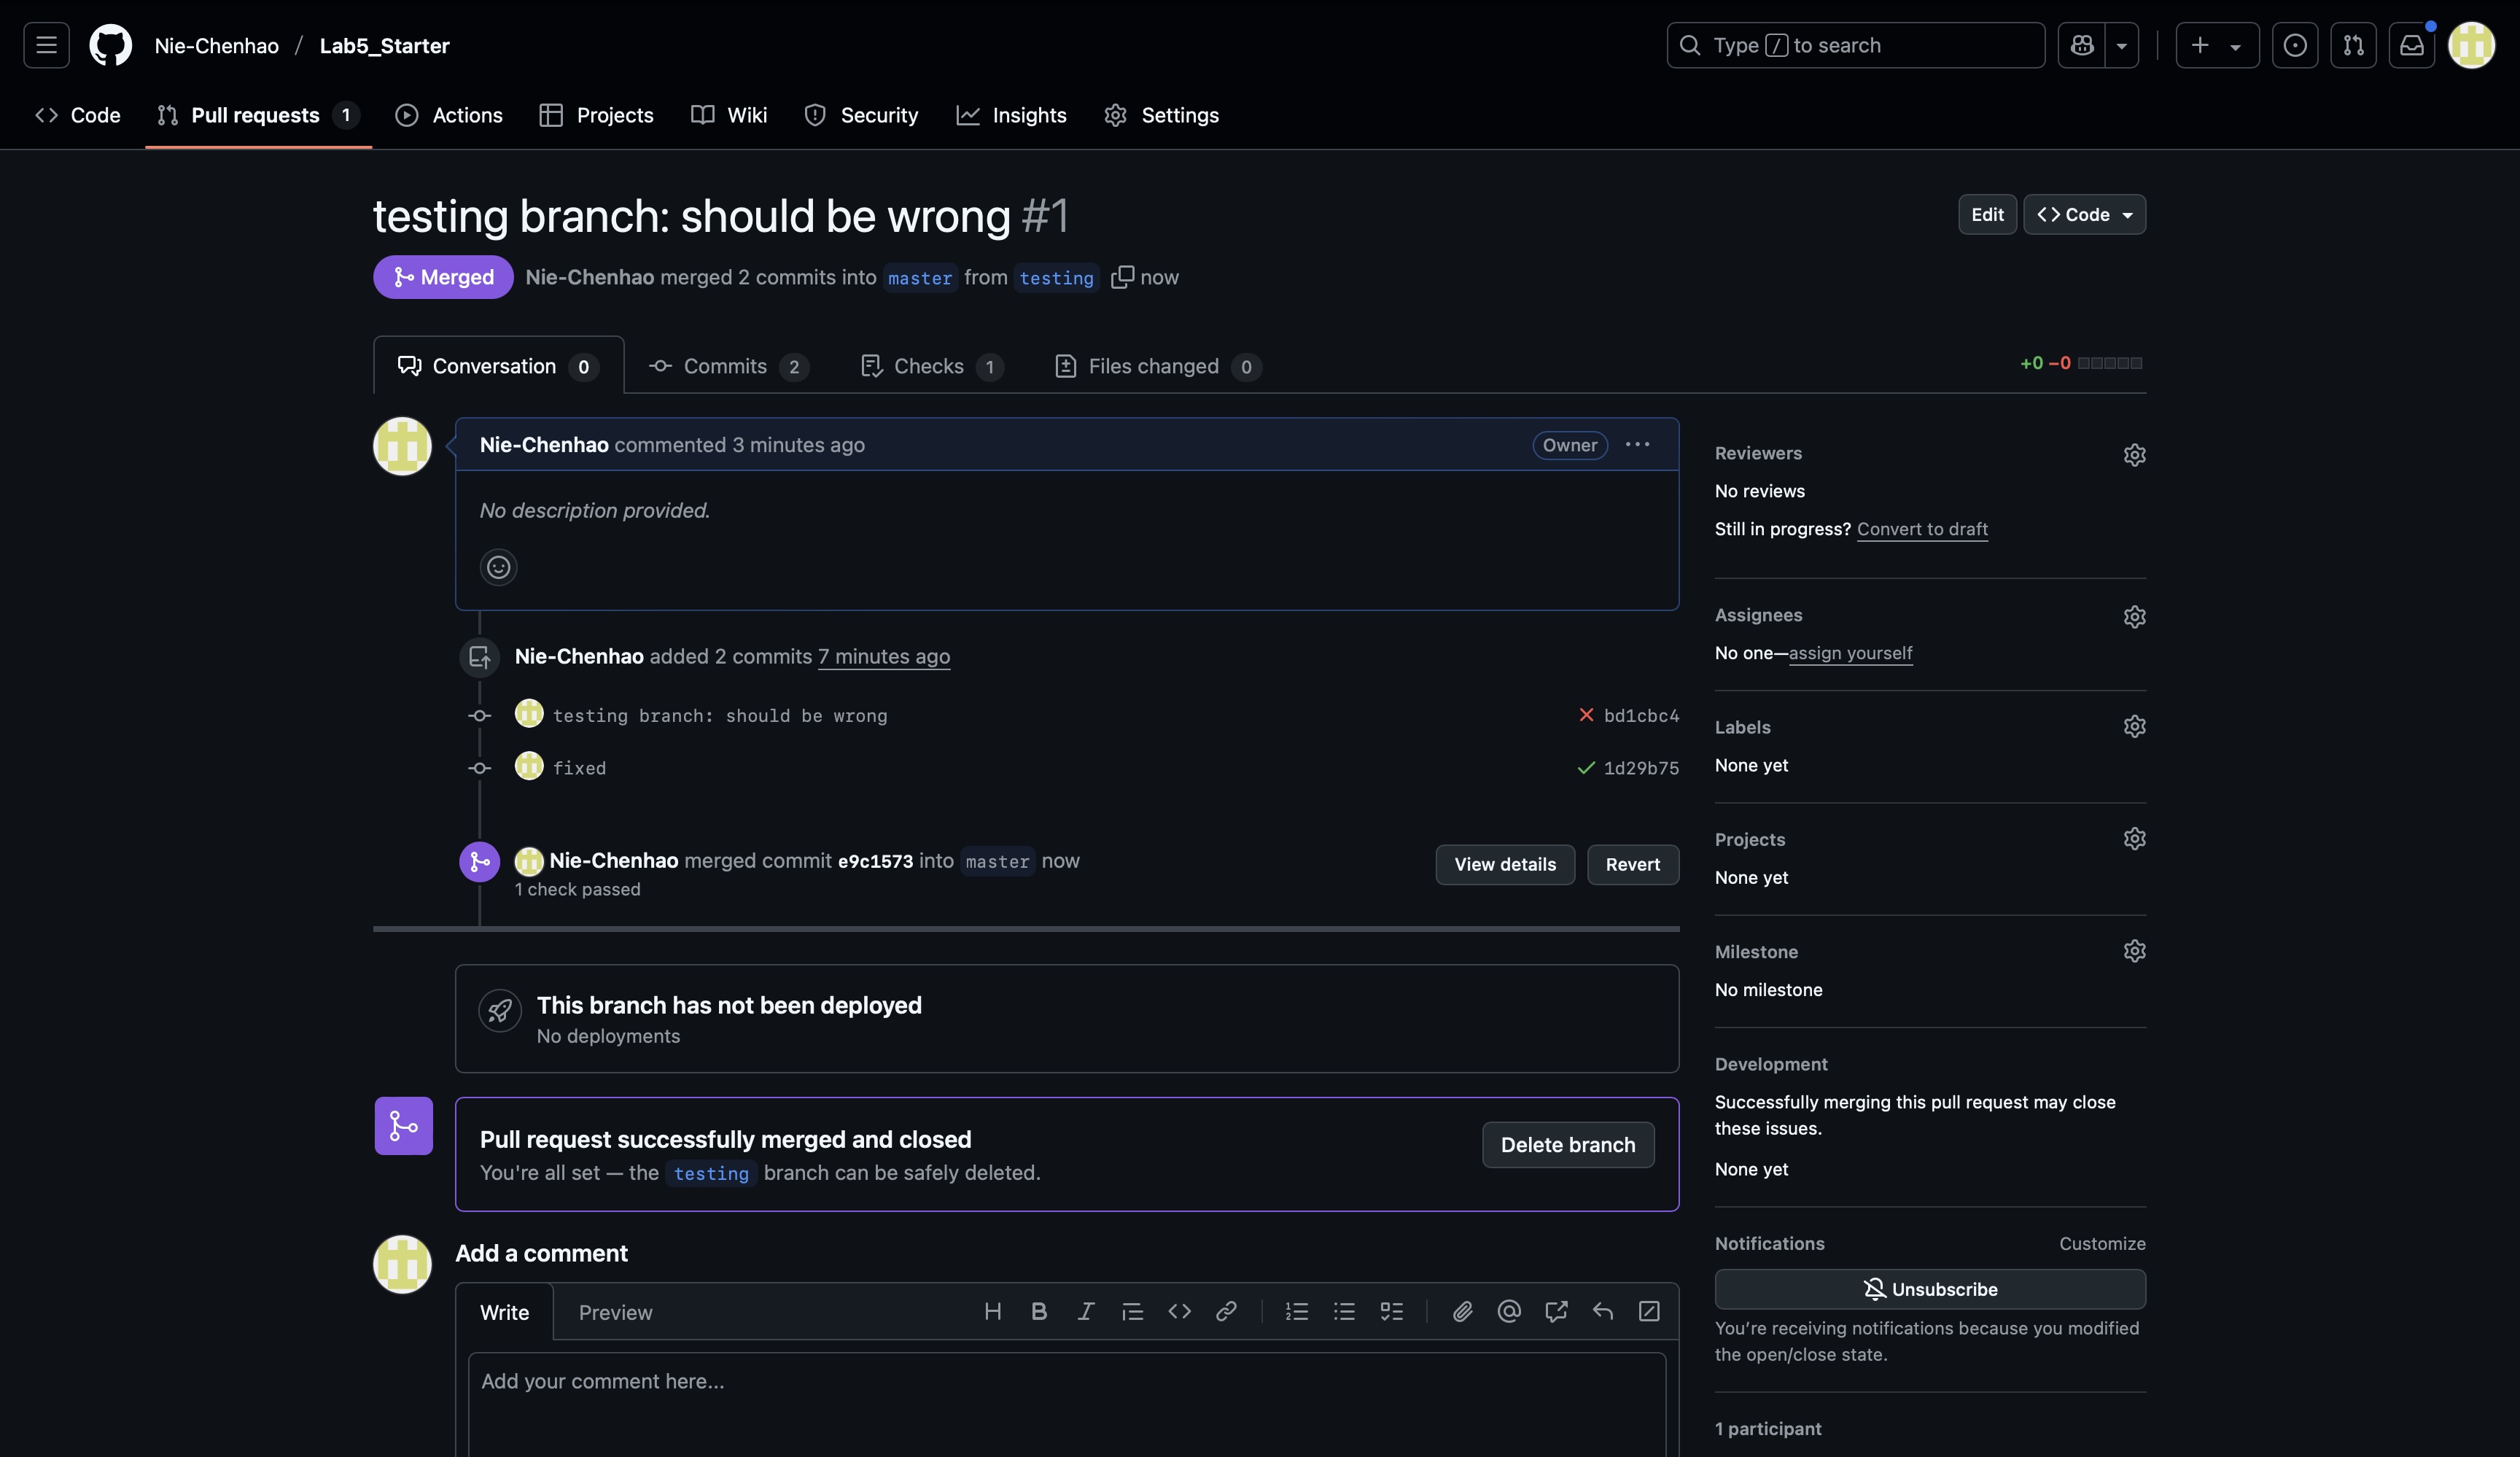 Nie-Chenhao / Lab5_Starter
Type / to search
Code
Pull requests 1
Actions
Projects
Wiki
Security
Insights
Settings
testing branch: should be wrong #1
Edit
Code
Merged
Nie-Chenhao merged 2 commits into master from testing now
Conversation 0
Commits 2
Checks 1
Files changed 0
+0 −0
Nie-Chenhao commented 3 minutes ago
Owner
No description provided.
Nie-Chenhao added 2 commits 7 minutes ago
testing branch: should be wrong
bd1cbc4
fixed
1d29b75
Nie-Chenhao merged commit e9c1573 into master now
1 check passed
View details
Revert
This branch has not been deployed
No deployments
Pull request successfully merged and closed
You're all set — the testing branch can be safely deleted.
Delete branch
Add a comment
Write
Preview
Add your comment here...
Reviewers
No reviews
Still in progress? Convert to draft
Assignees
No one—assign yourself
Labels
None yet
Projects
None yet
Milestone
No milestone
Development
Successfully merging this pull request may close
these issues.
None yet
Notifications
Customize
Unsubscribe
You’re receiving notifications because you modified
the open/close state.
1 participant